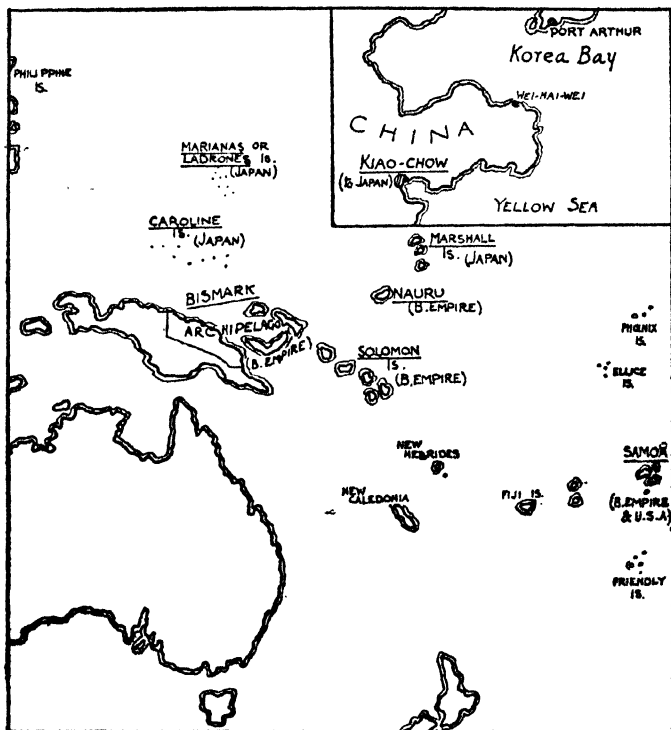 PORT ARTHUR
Korea Bay
WEI-HAI-WEI
CHINA
KIAO-CHOW
(to JAPAN)
YELLOW SEA
PHILIPPINE
IS.
MARIANAS OR
LADRONES IS.
(JAPAN)
CAROLINE
IS. (JAPAN)
MARSHALL
IS. (JAPAN)
BISMARK
ARCHIPELAGO
(B. EMPIRE)
NAURU
(B. EMPIRE)
SOLOMON
IS.
(B, EMPIRE)
PHOENIX
IS.
ELLICE
IS.
NEW
HEBRIDES
SAMOA
(B. EMPIRE
& U.S.A)
NEW
CALEDONIA
FIJI IS.
FRIENDLY
IS.